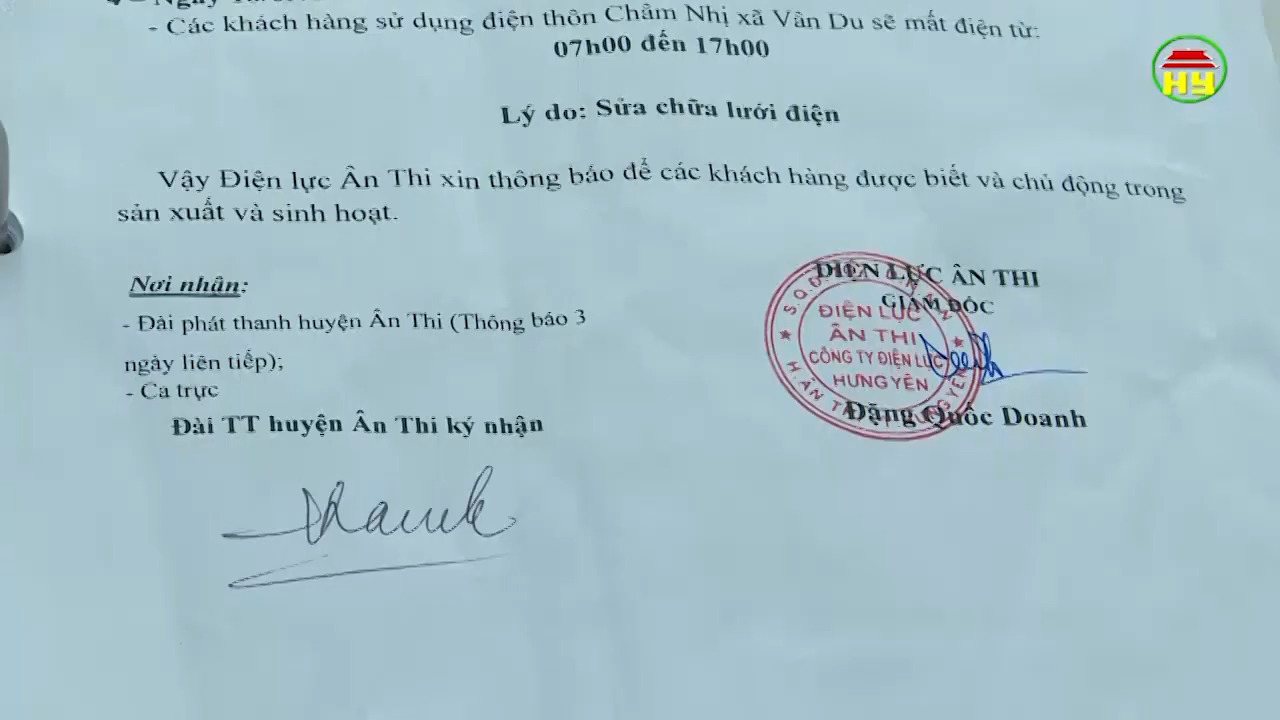 - Các khách hàng sử dụng điện thôn Châm Nhị xã Vân Du sẽ mất điện từ:
07h00 đến 17h00
HY
Lý do: Sửa chữa lưới điện
Vậy Điện lực Ân Thi xin thông báo để các khách hàng được biết và chủ động trong
sản xuất và sinh hoạt.
Nơi nhận:
- Đài phát thanh huyện Ân Thi (Thông báo 3
ngày liên tiếp);
- Ca trực
Đài TT huyện Ân Thi ký nhận
ĐIỆN LỰC ÂN THI
GIÁM ĐỐC
ĐIỆN LỰC
ÂN THI
CÔNG TY ĐIỆN LỰC
HƯNG YÊN
Đặng Quốc Doanh